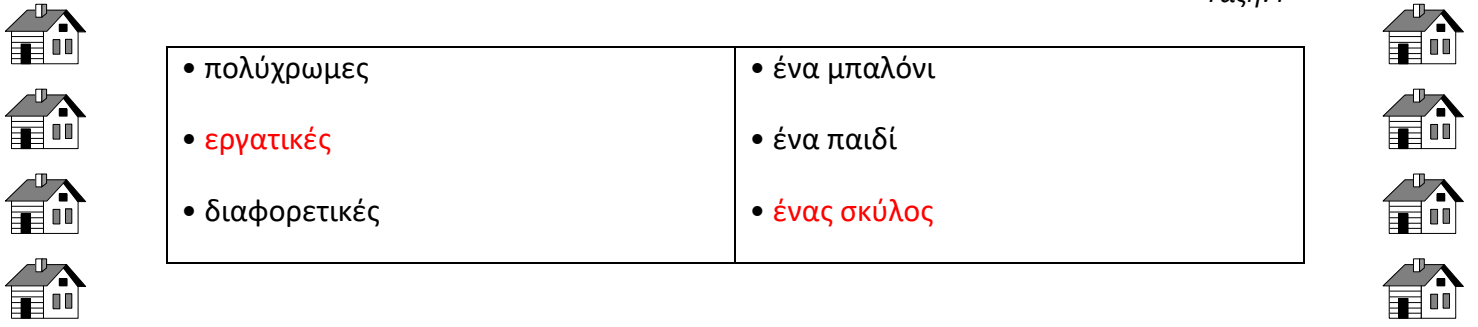 • πολύχρωμες
• εργατικές
• διαφορετικές
• ένα μπαλόνι
• ένα παιδί
• ένας σκύλος